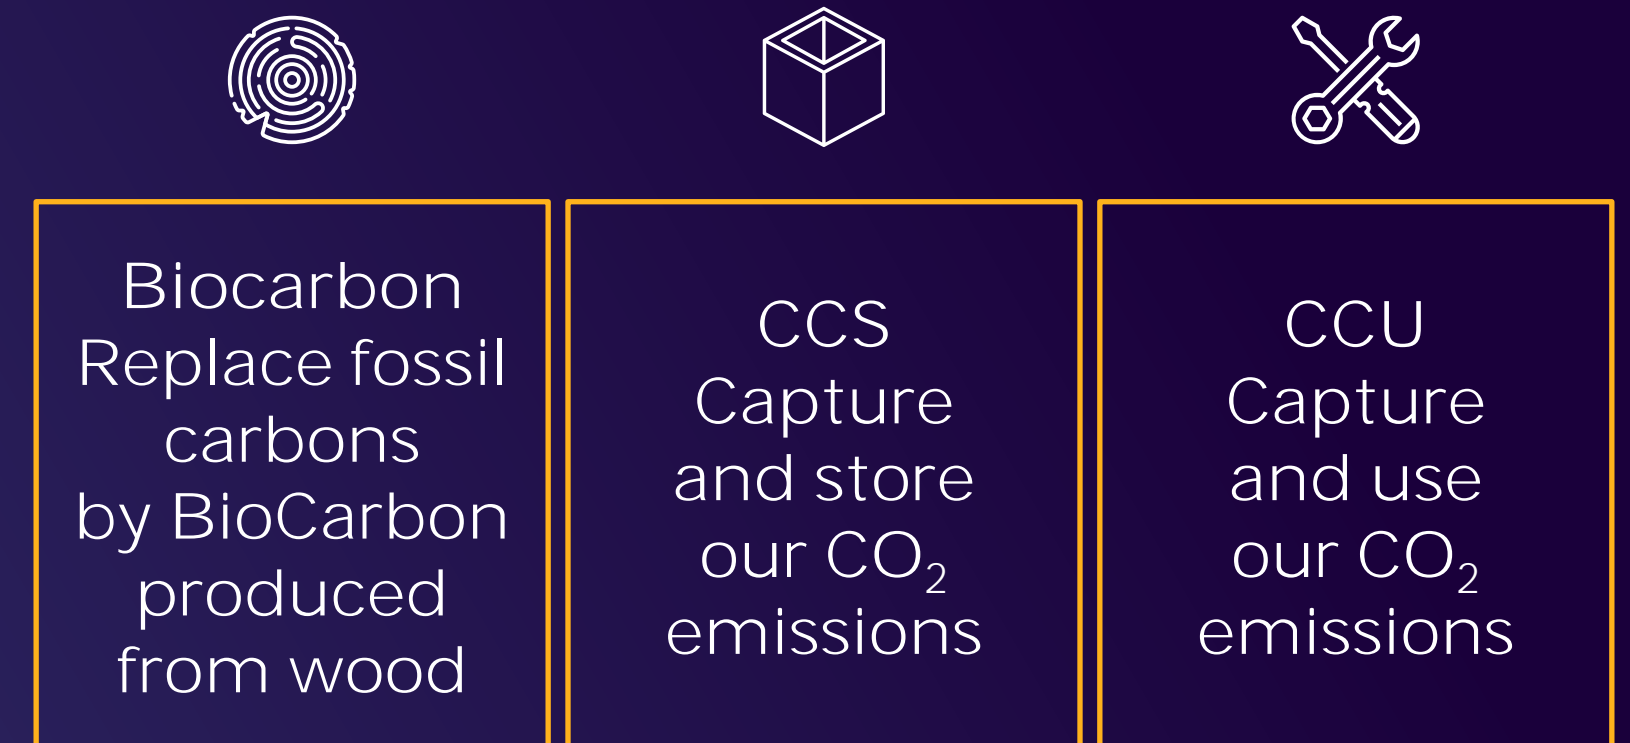 Biocarbon
Replace fossil
carbons
by BioCarbon
produced
from wood
CCS
Capture
and store
our CO₂
emissions
CCU
Capture
and use
our CO₂
emissions